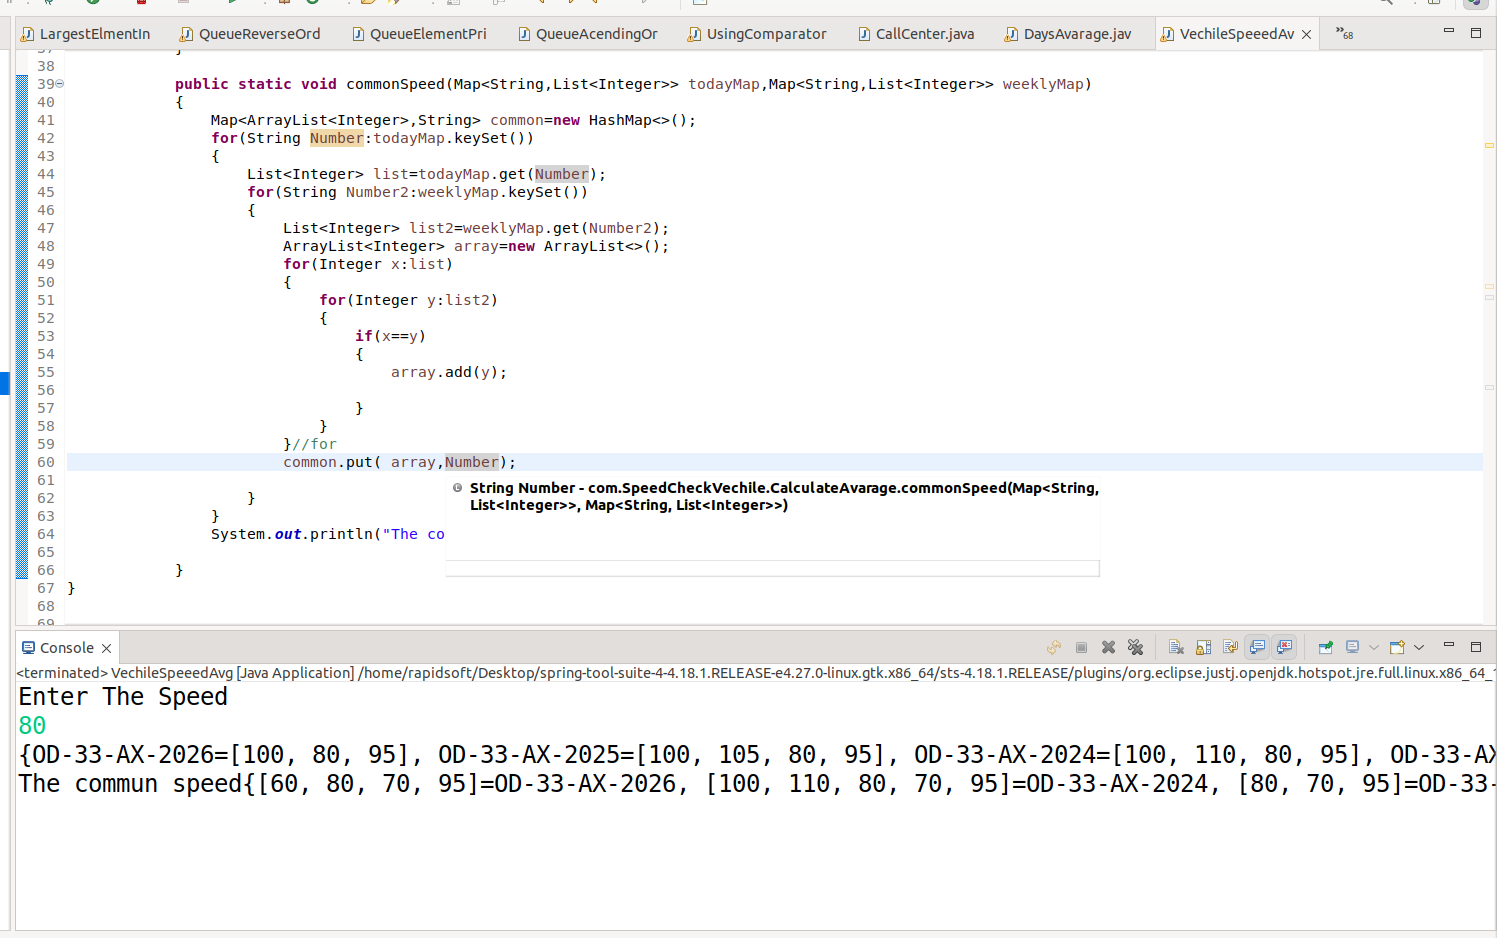 LargestElmentIn QueueReverseOrd QueueElementPri QueueAcendingOr UsingComparator CallCenter.java DaysAvarage.jav VechileSpeeedAv »68
38
39 public static void commonSpeed(Map<String,List<Integer>> todayMap,Map<String,List<Integer>> weeklyMap)
40 {
41 Map<ArrayList<Integer>,String> common=new HashMap<>();
42 for(String Number:todayMap.keySet())
43 {
44 List<Integer> list=todayMap.get(Number);
45 for(String Number2:weeklyMap.keySet())
46 {
47 List<Integer> list2=weeklyMap.get(Number2);
48 ArrayList<Integer> array=new ArrayList<>();
49 for(Integer x:list)
50 {
51 for(Integer y:list2)
52 {
53 if(x==y)
54 {
55 array.add(y);
56
57 }
58 }
59 }//for
60 common.put( array,Number);
61
String Number - com.SpeedCheckVechile.CalculateAvarage.commonSpeed(Map<String,
List<Integer>>, Map<String, List<Integer>>)
62 }
63 }
64 System.out.println("The co
65
66 }
67 }
68
69
Console
<terminated> VechileSpeeedAvg [Java Application] /home/rapidsoft/Desktop/spring-tool-suite-4-4.18.1.RELEASE-e4.27.0-linux.gtk.x86_64/sts-4.18.1.RELEASE/plugins/org.eclipse.justj.openjdk.hotspot.jre.full.linux.x86_64_1
Enter The Speed
80
{OD-33-AX-2026=[100, 80, 95], OD-33-AX-2025=[100, 105, 80, 95], OD-33-AX-2024=[100, 110, 80, 95], OD-33-AX
The commun speed{[60, 80, 70, 95]=OD-33-AX-2026, [100, 110, 80, 70, 95]=OD-33-AX-2024, [80, 70, 95]=OD-33-